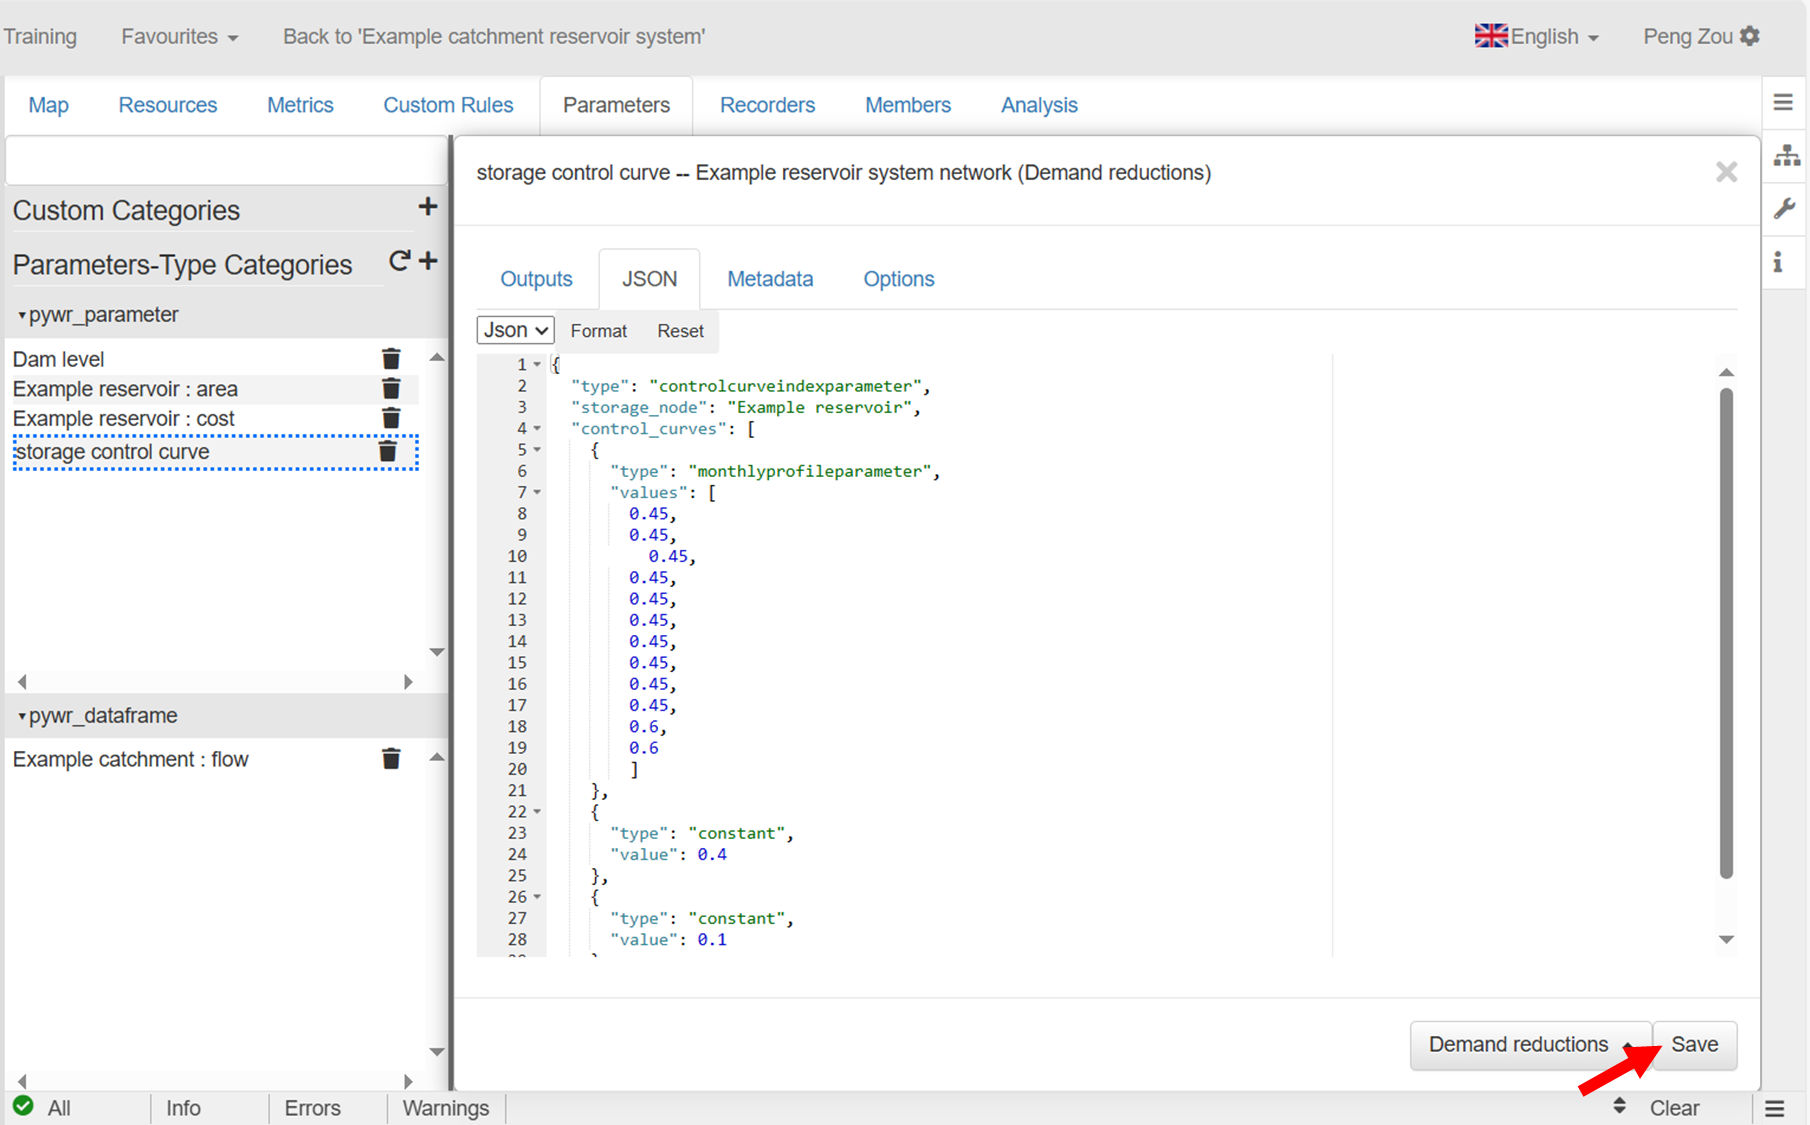 Training Favourites Back to 'Example catchment reservoir system' English Peng Zou
Map Resources Metrics Custom Rules Parameters Recorders Members Analysis
Custom Categories
Parameters-Type Categories
pywr_parameter
Dam level
Example reservoir : area
Example reservoir : cost
storage control curve
pywr_dataframe
Example catchment : flow
storage control curve -- Example reservoir system network (Demand reductions)
Outputs JSON Metadata Options
Json Format Reset
1 {
2 "type": "controlcurveindexparameter",
3 "storage_node": "Example reservoir",
4 "control_curves": [
5 {
6 "type": "monthlyprofileparameter",
7 "values": [
8 0.45,
9 0.45,
10 0.45,
11 0.45,
12 0.45,
13 0.45,
14 0.45,
15 0.45,
16 0.45,
17 0.45,
18 0.6,
19 0.6
20 ]
21 },
22 {
23 "type": "constant",
24 "value": 0.4
25 },
26 {
27 "type": "constant",
28 "value": 0.1
Demand reductions Save
All Info Errors Warnings Clear